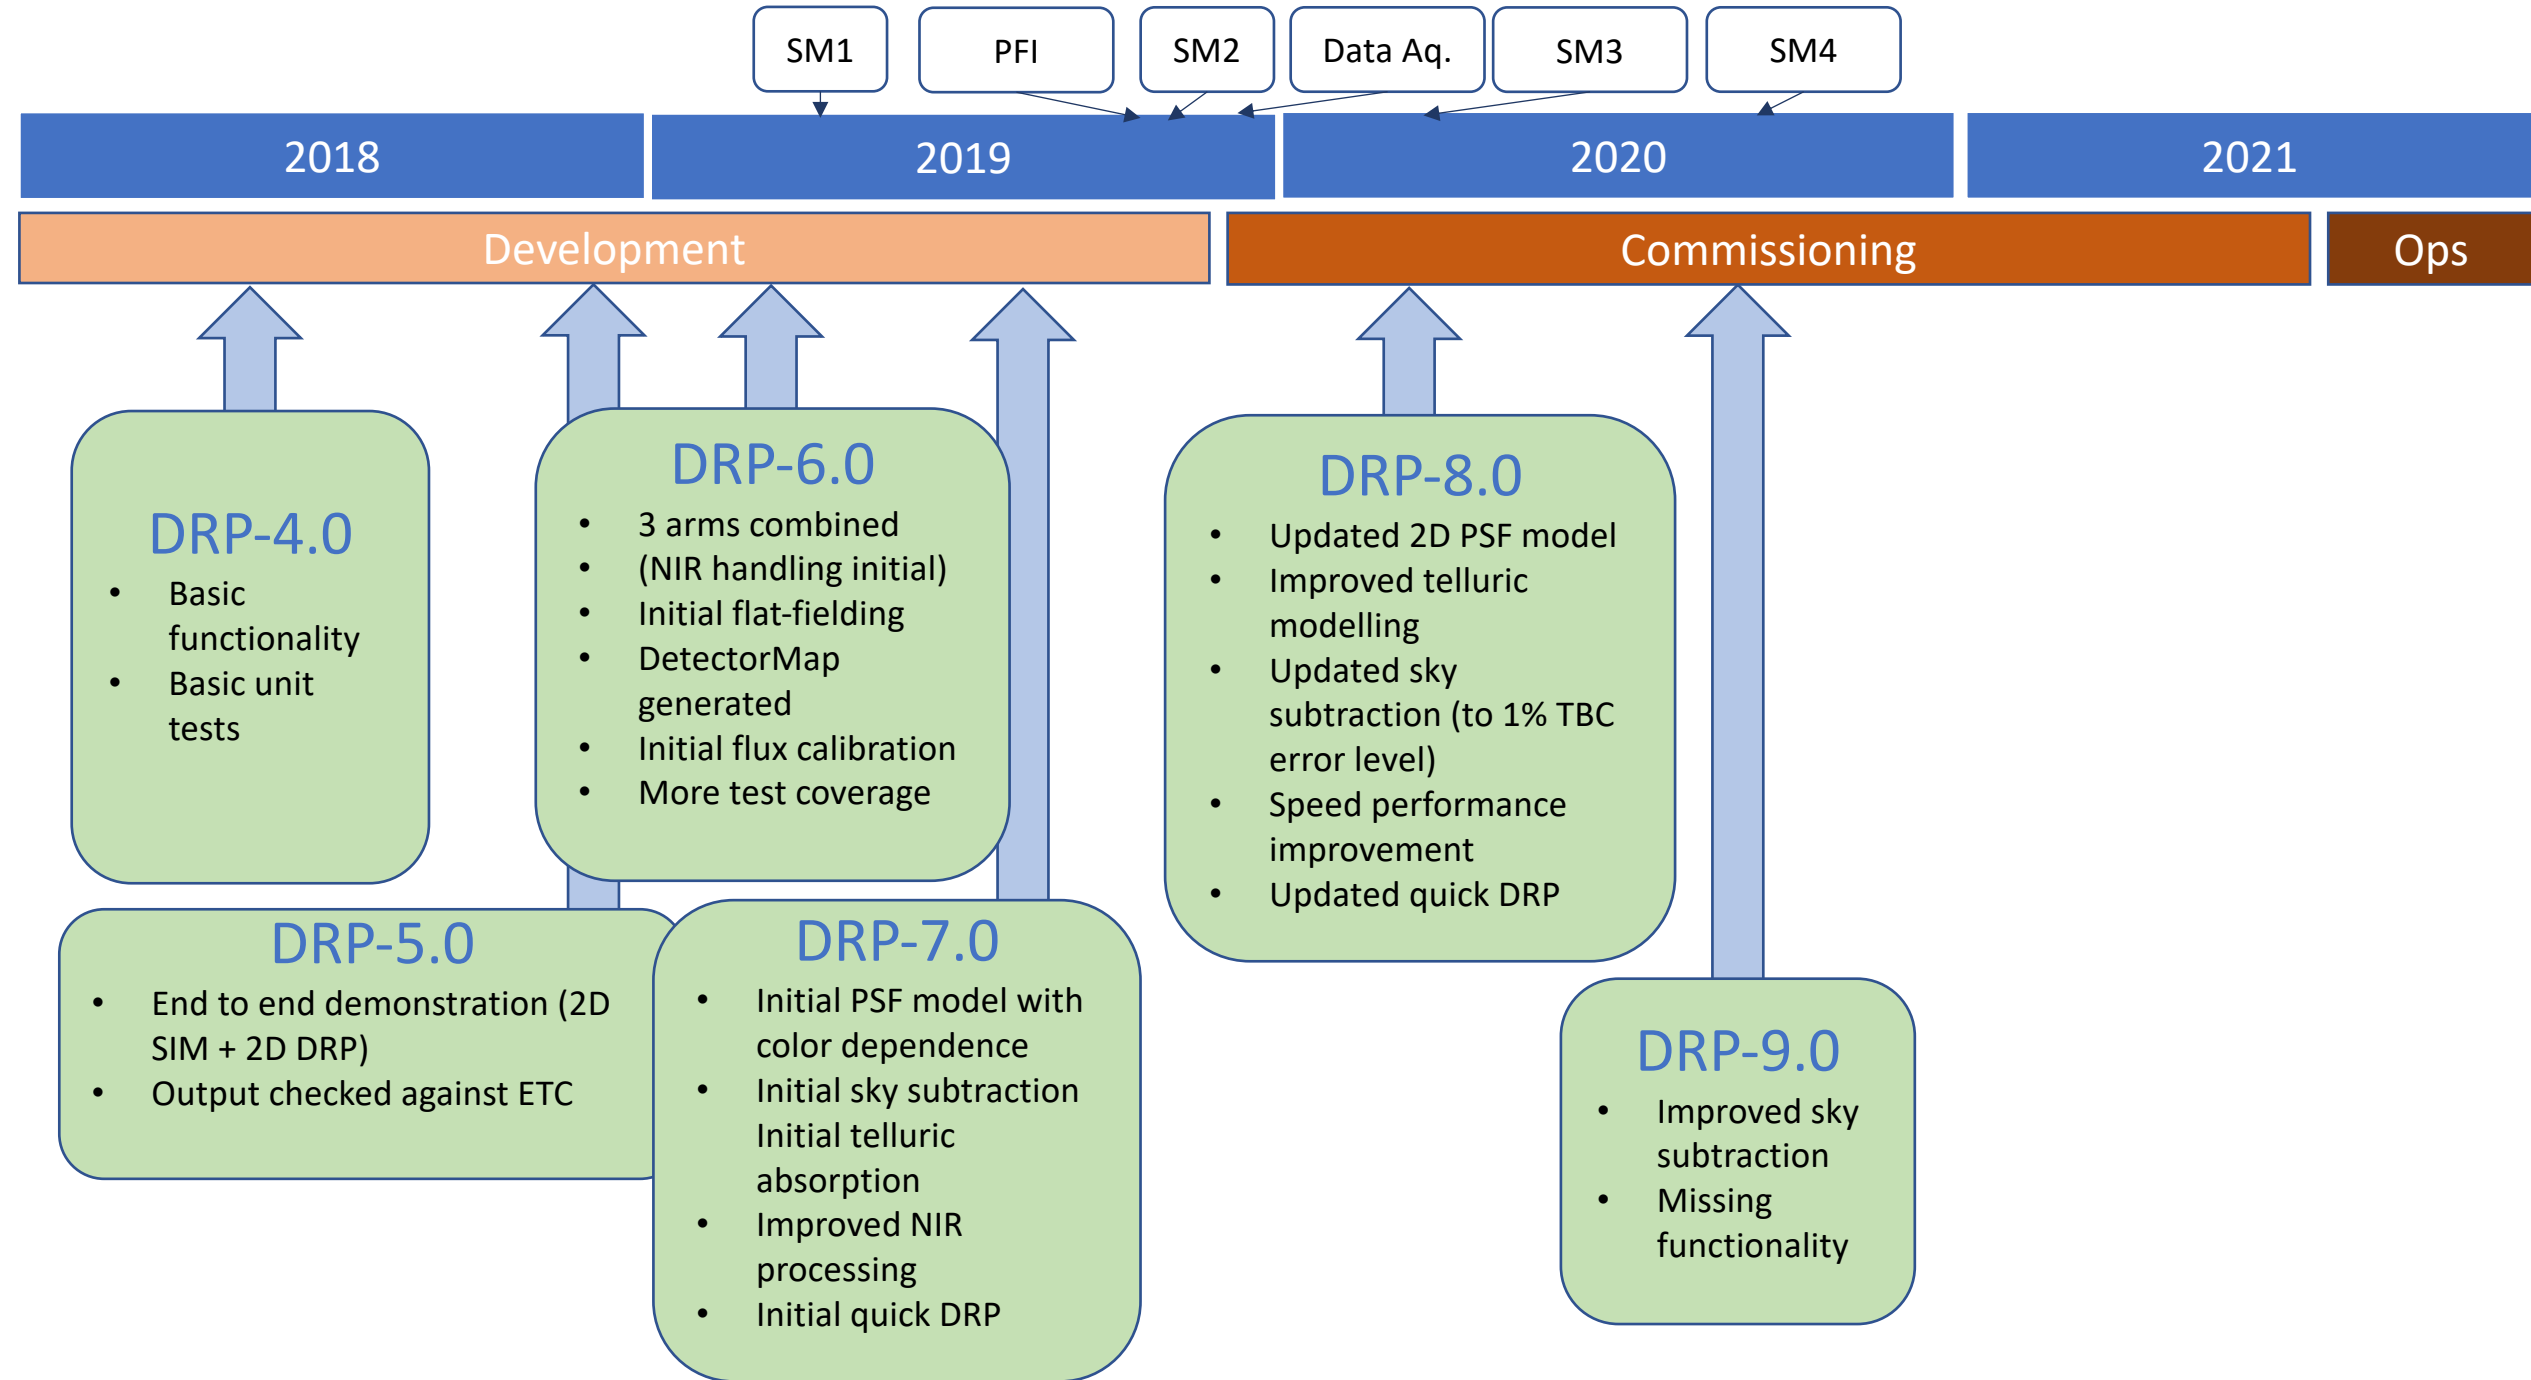 SM1
PFI
SM2
Data Aq.
SM3
SM4
2018
2019
2020
2021
Development
Commissioning
Ops
DRP-4.0
• Basic
functionality
• Basic unit
tests
DRP-5.0
• End to end demonstration (2D
SIM + 2D DRP)
• Output checked against ETC
DRP-6.0
• 3 arms combined
• (NIR handling initial)
• Initial flat-fielding
• DetectorMap
generated
• Initial flux calibration
• More test coverage
DRP-7.0
• Initial PSF model with
color dependence
• Initial sky subtraction
Initial telluric
absorption
• Improved NIR
processing
• Initial quick DRP
DRP-8.0
• Updated 2D PSF model
• Improved telluric
modelling
• Updated sky
subtraction (to 1% TBC
error level)
• Speed performance
improvement
• Updated quick DRP
DRP-9.0
• Improved sky
subtraction
• Missing
functionality